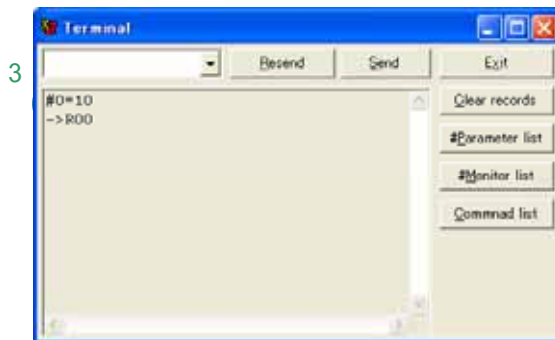 Terminal
3
Resend Send Exit
#0=10
->R00
Clear records
#Parameter list
#Monitor list
Commnad list